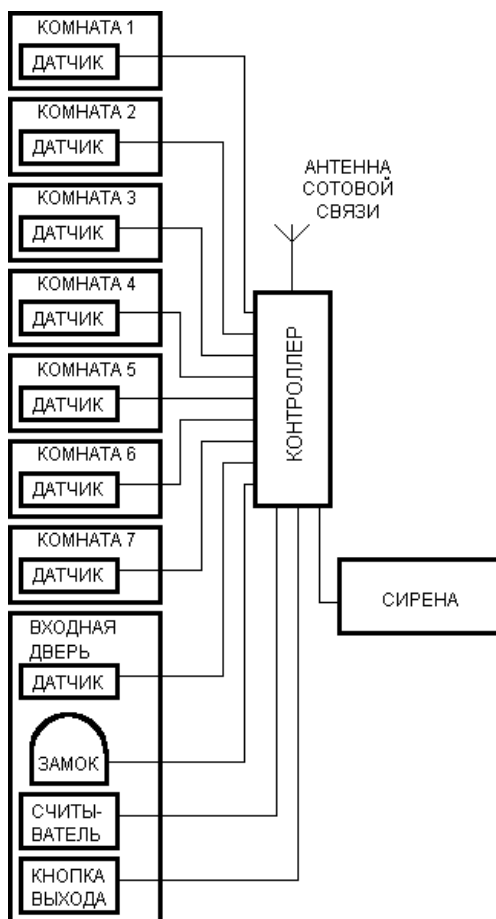 КОМНАТА 1
ДАТЧИК
КОМНАТА 2
ДАТЧИК
КОМНАТА 3
ДАТЧИК
КОМНАТА 4
ДАТЧИК
КОМНАТА 5
ДАТЧИК
КОМНАТА 6
ДАТЧИК
КОМНАТА 7
ДАТЧИК
ВХОДНАЯ
ДВЕРЬ
ДАТЧИК
ЗАМОК
СЧИТЫ-
ВАТЕЛЬ
КНОПКА
ВЫХОДА
АНТЕННА
СОТОВОЙ
СВЯЗИ
КОНТРОЛЛЕР
СИРЕНА